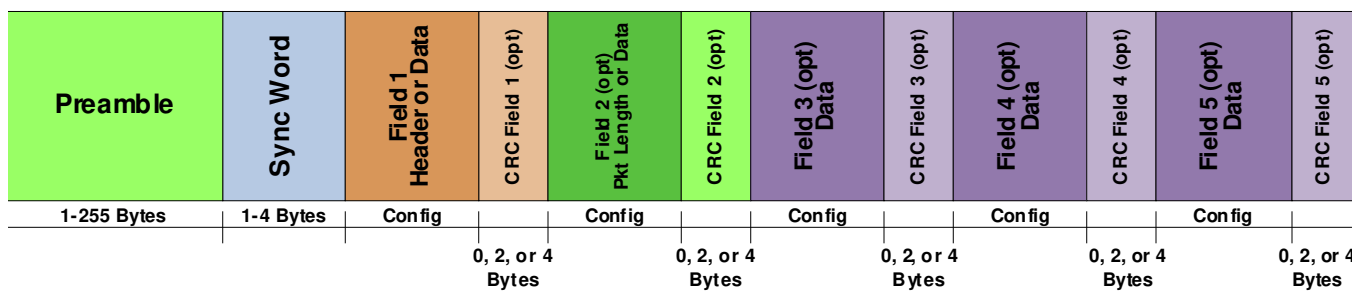 Preamble
Sync Word
Field 1
Header or Data
CRC Field 1 (opt)
Field 2 (opt)
Pkt Length or Data
CRC Field 2 (opt)
Field 3 (opt)
Data
CRC Field 3 (opt)
Field 4 (opt)
Data
CRC Field 4 (opt)
Field 5 (opt)
Data
CRC Field 5 (opt)
1-255 Bytes
1-4 Bytes
Config
Config
Config
Config
Config
0, 2, or 4
Bytes
0, 2, or 4
Bytes
0, 2, or 4
Bytes
0, 2, or 4
Bytes
0, 2, or 4
Bytes